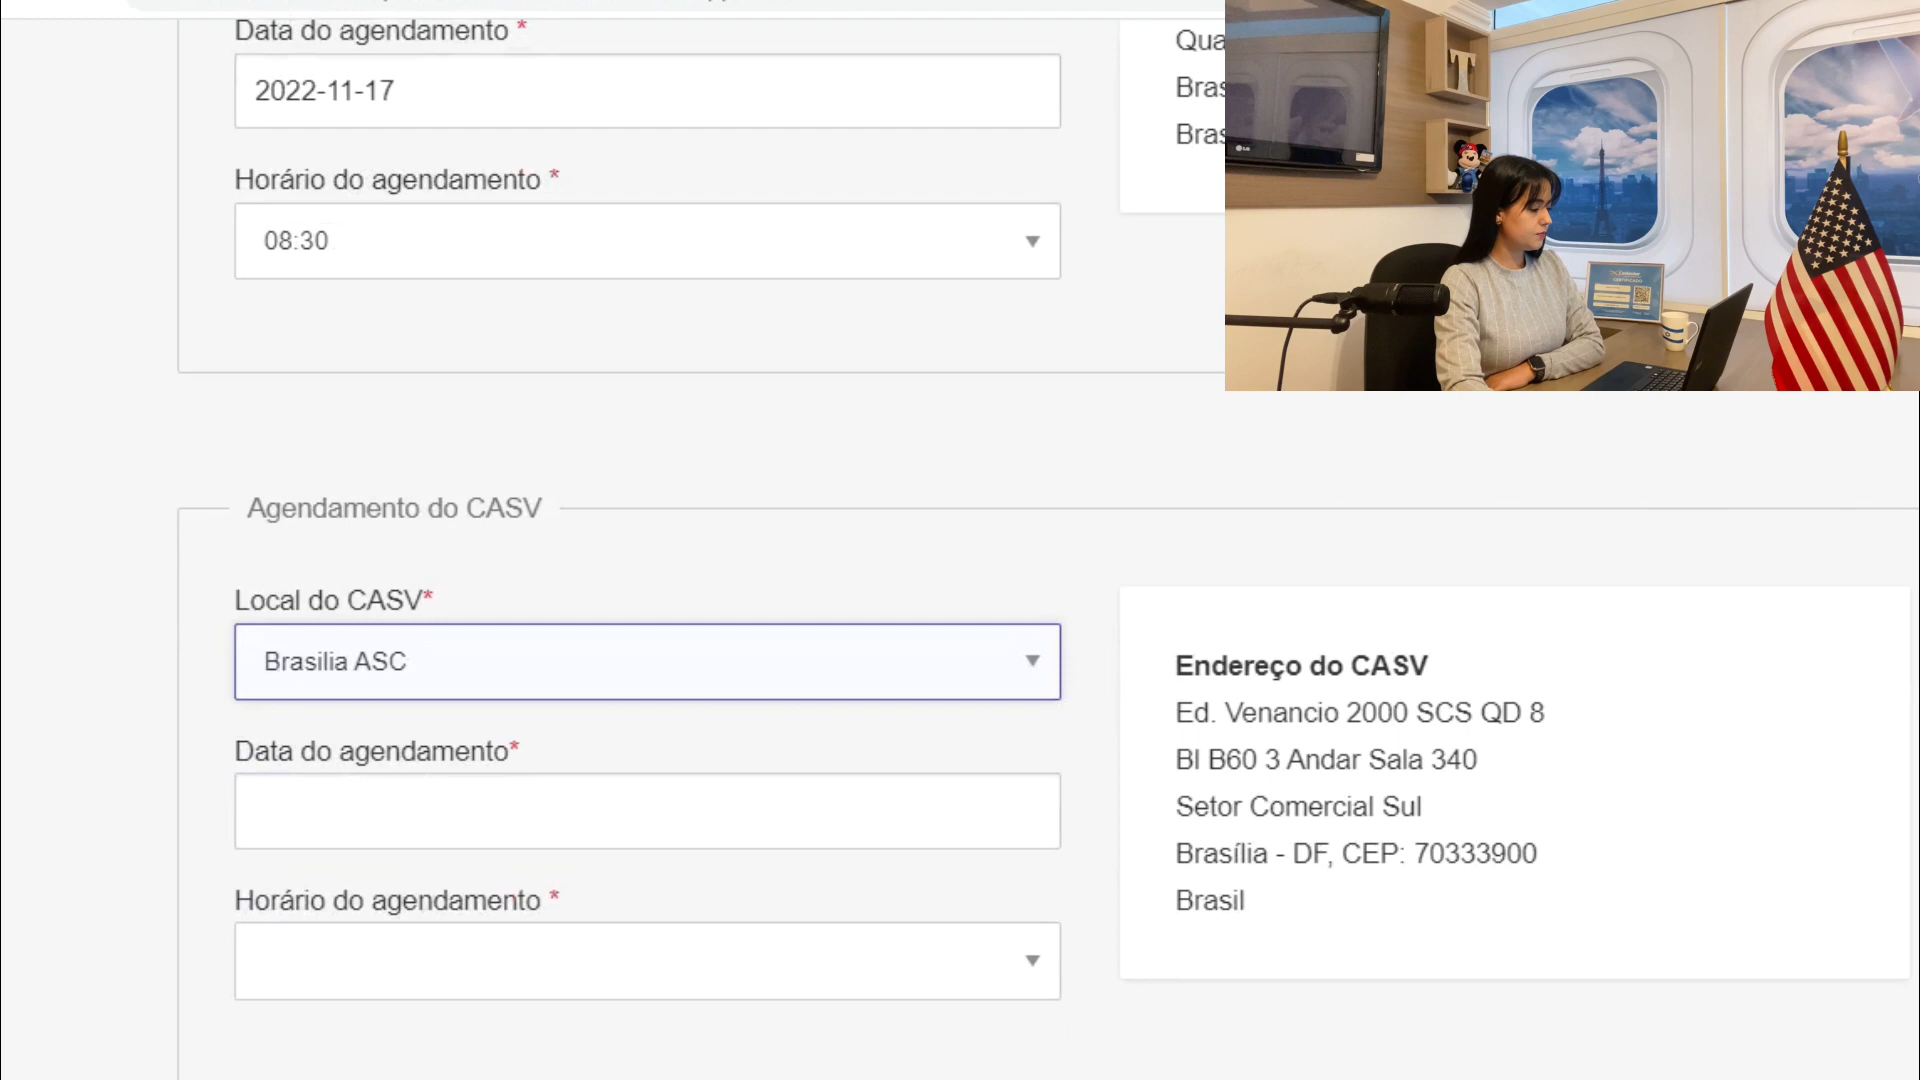 Data do agendamento *
2022-11-17
Horário do agendamento *
08:30
Agendamento do CASV
Local do CASV*
Brasilia ASC
Data do agendamento*
Horário do agendamento *
Endereço do CASV
Ed. Venancio 2000 SCS QD 8
Bl B60 3 Andar Sala 340
Setor Comercial Sul
Brasília - DF, CEP: 70333900
Brasil
T
LG
CERTIFICADO